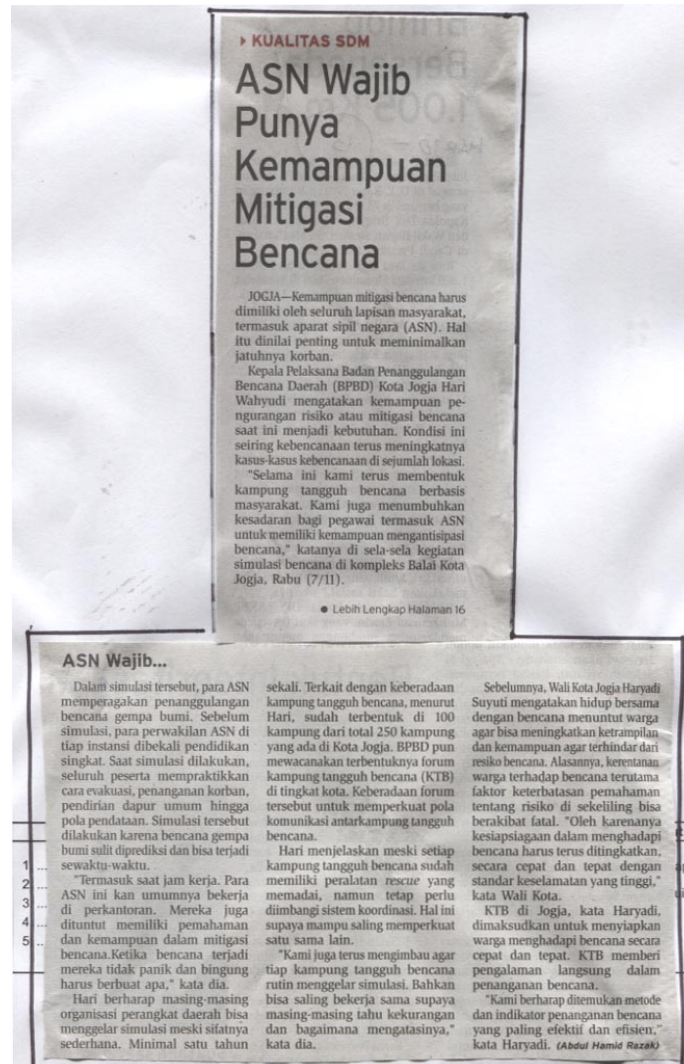 KUALITAS SDM
ASN Wajib
Punya
Kemampuan
Mitigasi
Bencana
JOGJA—Kemampuan mitigasi bencana harus
dimiliki oleh seluruh lapisan masyarakat,
termasuk aparat sipil negara (ASN). Hal
itu dinilai penting untuk meminimalkan
jatuhnya korban.
Kepala Pelaksana Badan Penanggulangan
Bencana Daerah (BPBD) Kota Jogja Hari
Wahyudi mengatakan kemampuan pe-
ngurangan risiko atau mitigasi bencana
saat ini menjadi kebutuhan. Kondisi ini
seiring kebencanaan terus meningkatnya
kasus-kasus kebencanaan di sejumlah lokasi.
"Selama ini kami terus membentuk
kampung tangguh bencana berbasis
masyarakat. Kami juga menumbuhkan
kesadaran bagi pegawai termasuk ASN
untuk memiliki kemampuan mengantisipasi
bencana," katanya di sela-sela kegiatan
simulasi bencana di kompleks Balai Kota
Jogja, Rabu (7/11).
● Lebih Lengkap Halaman 16
ASN Wajib...
Dalam simulasi tersebut, para ASN
memperagakan penanggulangan
bencana gempa bumi. Sebelum
simulasi, para perwakilan ASN di
tiap instansi dibekali pendidikan
singkat. Saat simulasi dilakukan,
seluruh peserta mempraktikkan
cara evakuasi, penanganan korban,
pendirian dapur umum hingga
pola pendataan. Simulasi tersebut
dilakukan karena bencana gempa
bumi sulit diprediksi dan bisa terjadi
sewaktu-waktu.
"Termasuk saat jam kerja. Para
ASN ini kan umumnya bekerja
di perkantoran. Mereka juga
dituntut memiliki pemahaman
dan kemampuan dalam mitigasi
bencana.Ketika bencana terjadi
mereka tidak panik dan bingung
harus berbuat apa," kata dia.
Hari berharap masing-masing
organisasi perangkat daerah bisa
menggelar simulasi meski sifatnya
sederhana. Minimal satu tahun
sekali. Terkait dengan keberadaan
kampung tangguh bencana, menurut
Hari, sudah terbentuk di 100
kampung dari total 250 kampung
yang ada di Kota Jogja. BPBD pun
mewacanakan terbentuknya forum
kampung tangguh bencana (KTB)
di tingkat kota. Keberadaan forum
tersebut untuk memperkuat pola
komunikasi antarkampung tangguh
bencana.
Hari menjelaskan meski setiap
kampung tangguh bencana sudah
memiliki peralatan rescue yang
memadai, namun tetap perlu
diimbangi sistem koordinasi. Hal ini
supaya mampu saling memperkuat
satu sama lain.
"Kami juga terus mengimbau agar
tiap kampung tangguh bencana
rutin menggelar simulasi. Bahkan
bisa saling bekerja sama supaya
masing-masing tahu kekurangan
dan bagaimana mengatasinya,"
kata dia.
Sebelumnya, Wali Kota Jogja Haryadi
Suyuti mengatakan hidup bersama
dengan bencana menuntut warga
agar bisa meningkatkan ketrampilan
dan kemampuan agar terhindar dari
resiko bencana. Alasannya, kerentanan
warga terhadap bencana terutama
faktor keterbatasan pemahaman
tentang risiko di sekeliling bisa
berakibat fatal. "Oleh karenanya
kesiapsiagaan dalam menghadapi
bencana harus terus ditingkatkan,
secara cepat dan tepat dengan
standar keselamatan yang tinggi,"
kata Wali Kota.
KTB di Jogja, kata Haryadi,
dimaksudkan untuk menyiapkan
warga menghadapi bencana secara
cepat dan tepat. KTB memberi
pengalaman langsung dalam
penanganan bencana.
"Kami berharap ditemukan metode
dan indikator penanganan bencana
yang paling efektif dan efisien,"
kata Haryadi. (Abdul Hamid Razak)
1 ...
2 ...
3 ...
4 ...
5 ...